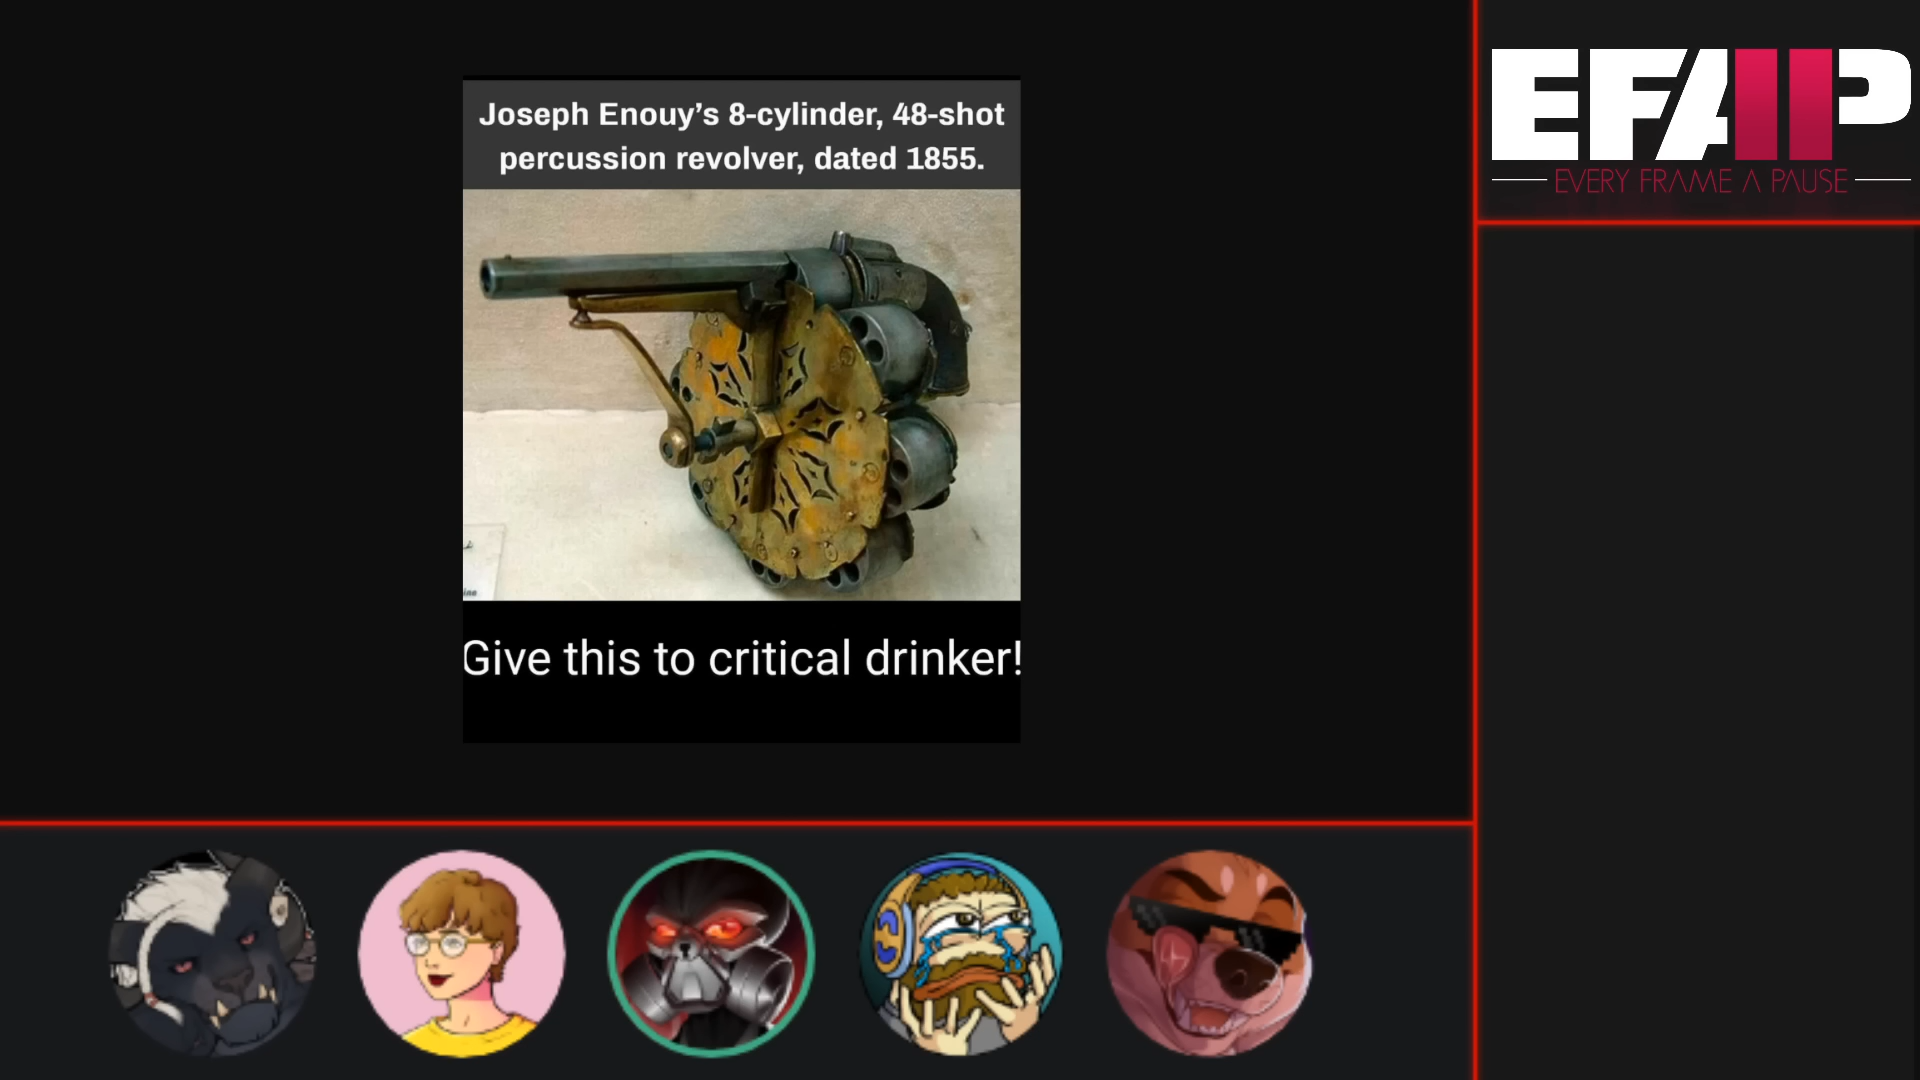 Joseph Enouy’s 8-cylinder, 48-shot
percussion revolver, dated 1855.
Give this to critical drinker!
EFAP
EVERY FRAME A PAUSE